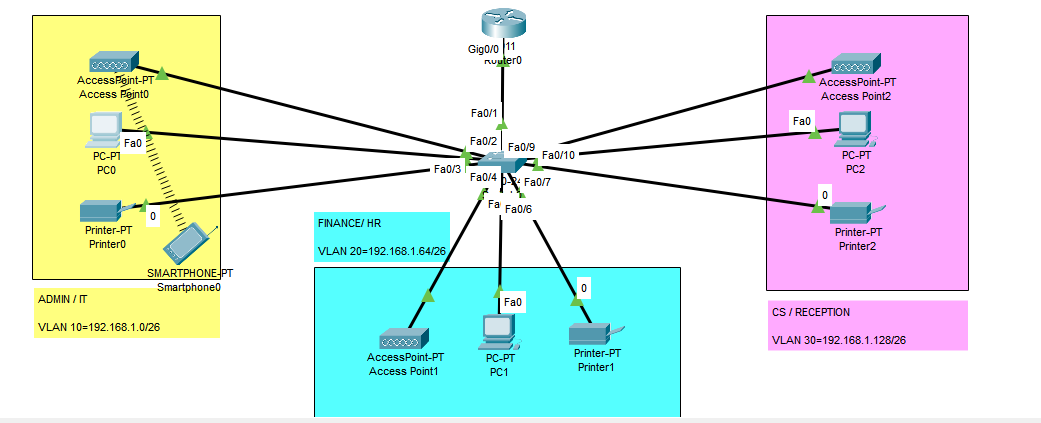 Gig0/0
Router0
AccessPoint-PT
Access Point0
Fa0
PC-PT
PC0
0
Printer-PT
Printer0
SMARTPHONE-PT
Smartphone0
ADMIN / IT
VLAN 10=192.168.1.0/26
Fa0/1
Fa0/2
Fa0/9
Fa0/3
Fa0/10
Fa0/4
Fa0/7
Fa0/6
FINANCE/ HR
VLAN 20=192.168.1.64/26
AccessPoint-PT
Access Point1
Fa0
PC-PT
PC1
0
Printer-PT
Printer1
AccessPoint-PT
Access Point2
Fa0
PC-PT
PC2
0
Printer-PT
Printer2
CS / RECEPTION
VLAN 30=192.168.1.128/26